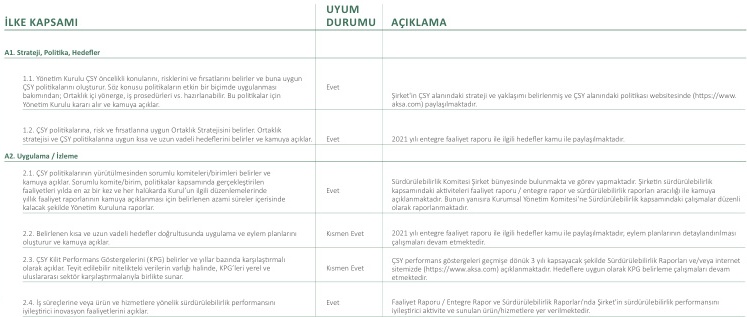 İLKE KAPSAMI
UYUM
DURUMU
AÇIKLAMA
A1. Strateji, Politika, Hedefler
1.1. Yönetim Kurulu ÇSY öncelikli konularını, risklerini ve fırsatlarını belirler ve buna uygun
ÇSY politikalarını oluşturur. Söz konusu politikaların etkin bir biçimde uygulanması
bakımından; Ortaklık içi yönerge, iş prosedürleri vs. hazırlanabilir. Bu politikalar için
Yönetim Kurulu kararı alır ve kamuya açıklar.
Evet
Şirket'in ÇSY alanındaki strateji ve yaklaşımı belirlenmiş ve ÇSY alanındaki politikası websitesinde (https://www.
aksa.com) paylaşılmaktadır.
1.2. ÇSY politikalarına, risk ve fırsatlarına uygun Ortaklık Stratejisini belirler. Ortaklık
stratejisi ve ÇSY politikalarına uygun kısa ve uzun vadeli hedeflerini belirler ve kamuya açıklar.
Evet
2021 yılı entegre faaliyet raporu ile ilgili hedefler kamu ile paylaşılmaktadır.
A2. Uygulama / İzleme
2.1. ÇSY politikalarının yürütülmesinden sorumlu komiteleri/birimleri belirler ve
kamuya açıklar. Sorumlu komite/birim, politikalar kapsamında gerçekleştirilen
faaliyetleri yılda en az bir kez ve her halükarda Kurul'un ilgili düzenlemelerinde
yıllık faaliyet raporlarının kamuya açıklanması için belirlenen azami süreler içerisinde
kalacak şekilde Yönetim Kuruluna raporlar.
Evet
Sürdürülebilirlik Komitesi Şirket bünyesinde bulunmakta ve görev yapmaktadır. Şirketin sürdürülebilirlik
kapsamındaki aktiviteleri faaliyet raporu / entegre rapor ve sürdürülebilirlik raporları aracılığı ile kamuya
açıklanmaktadır. Bunun yanısıra Kurumsal Yönetim Komitesi'ne Sürdürülebilirlik kapsamındaki çalışmalar düzenli
olarak raporlanmaktadır.
2.2. Belirlenen kısa ve uzun vadeli hedefler doğrultusunda uygulama ve eylem planlarını
oluşturur ve kamuya açıklar.
Kısmen Evet
2021 yılı entegre faaliyet raporu ile ilgili hedefler kamu ile paylaşılmaktadır, eylem planlarının detaylandırılması
çalışmaları devam etmektedir.
2.3. ÇSY Kilit Performans Göstergelerini (KPG) belirler ve yıllar bazında karşılaştırmalı
olarak açıklar. Teyit edilebilir nitelikteki verilerin varlığı halinde, KPG'leri yerel ve
uluslararası sektör karşılaştırmalarıyla birlikte sunar.
Kısmen Evet
ÇSY performans göstergeleri geçmişe dönük 3 yılı kapsayacak şekilde Sürdürülebilirlik Raporları ve/veya internet
sitemizde (https://www.aksa.com) açıklanmaktadır. Hedeflere uygun olarak KPG belirleme çalışmaları devam
etmektedir.
2.4. İş süreçlerine veya ürün ve hizmetlere yönelik sürdürülebilirlik performansını
iyileştirici inovasyon faaliyetlerini açıklar.
Evet
Faaliyet Raporu / Entegre Rapor ve Sürdürülebilirlik Raporları'nda Şirket'in sürdürülebilirlik performansını
iyileştirici aktivite ve sunulan ürün/hizmetlere yer verilmektedir.